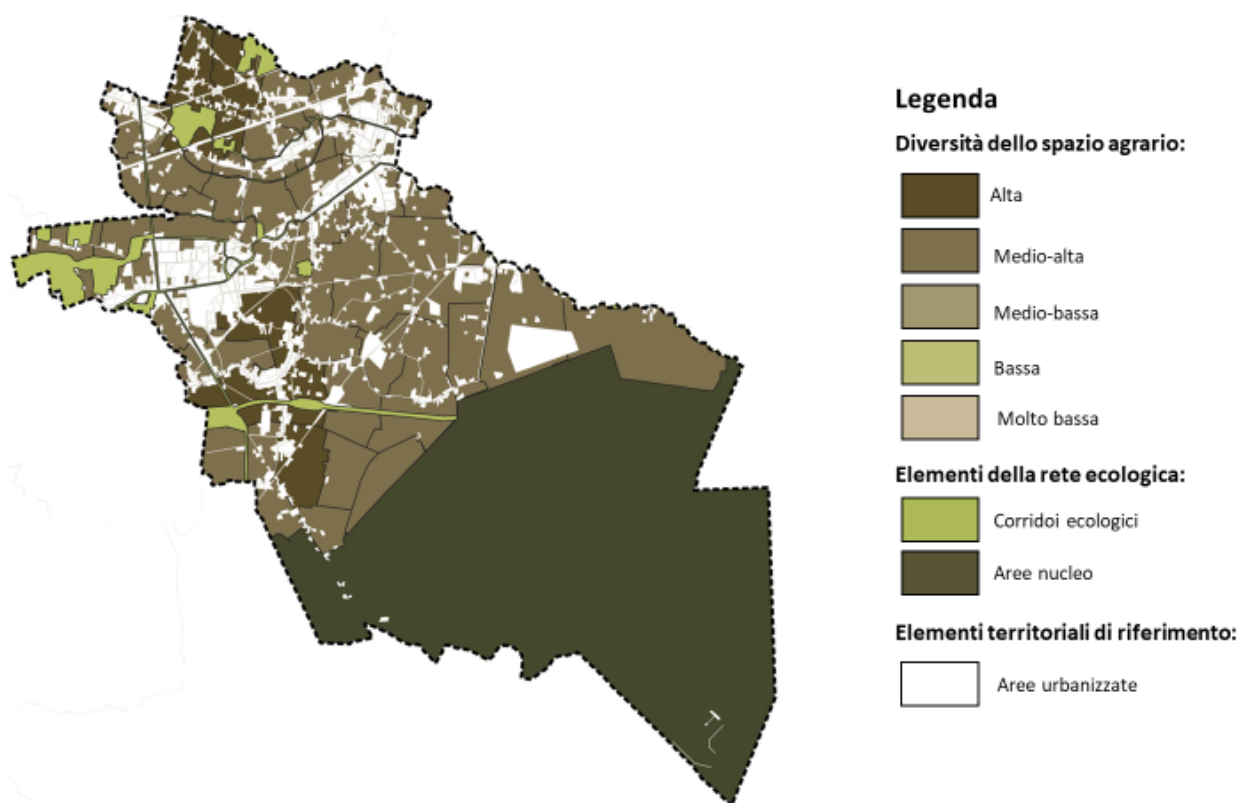 Legenda
Diversità dello spazio agrario:
Alta
Medio-alta
Medio-bassa
Bassa
Molto bassa
Elementi della rete ecologica:
Corridoi ecologici
Aree nucleo
Elementi territoriali di riferimento:
Aree urbanizzate